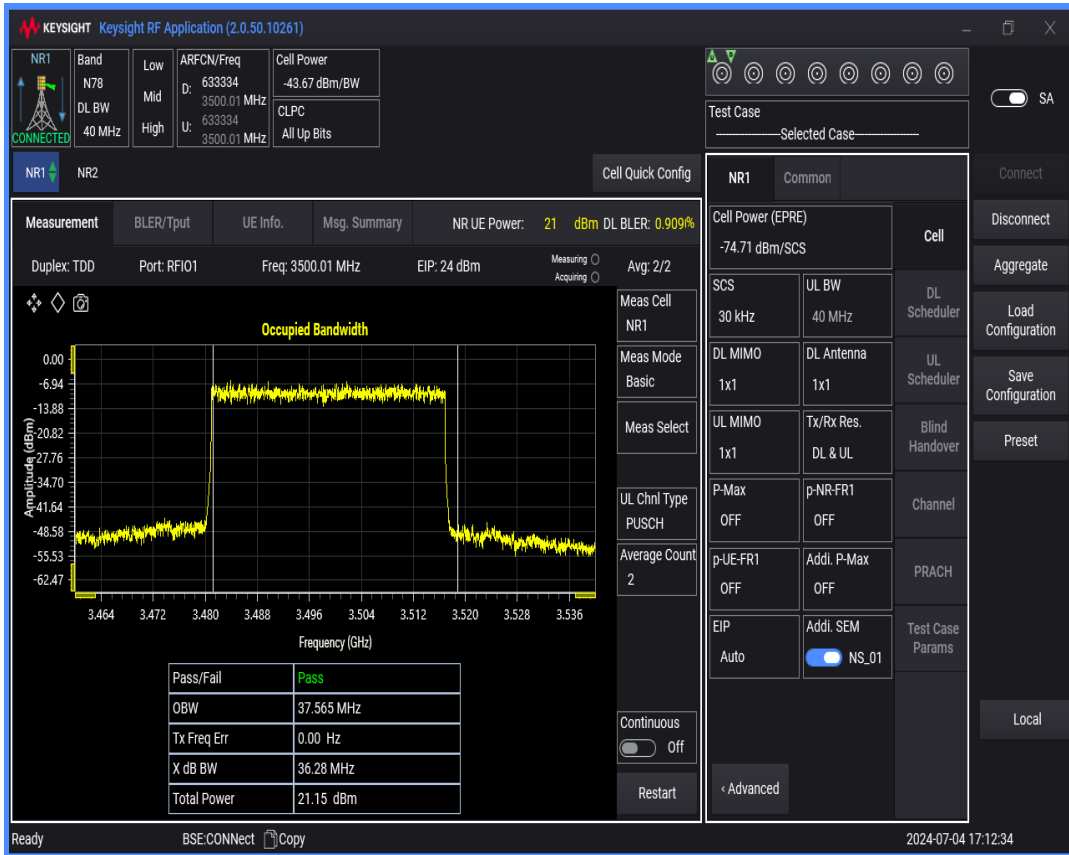 KEYSIGHT Keysight RF Application (2.0.50.10261)
NR1
CONNECTED
Band
N78
DL BW
40 MHz
Low
Mid
High
ARFCN/Freq
D: 633334
3500.01 MHz
U: 633334
3500.01 MHz
Cell Power
-43.67 dBm/BW
CLPC
All Up Bits
Test Case
--------------------Selected Case--------------------
SA
NR1
NR2
Cell Quick Config
Measurement
BLER/Tput
UE Info.
Msg. Summary
NR UE Power: 21 dBm DL BLER: 0.909%
Duplex: TDD
Port: RFIO1
Freq: 3500.01 MHz
EIP: 24 dBm
Measuring
Acquiring
Avg: 2/2
Occupied Bandwidth
Amplitude (dBm)
0.00
-6.94
-13.88
-20.82
-27.76
-34.70
-41.64
-48.58
-55.53
-62.47
3.464 3.472 3.480 3.488 3.496 3.504 3.512 3.520 3.528 3.536
Frequency (GHz)
Pass/Fail Pass
OBW 37.565 MHz
Tx Freq Err 0.00 Hz
X dB BW 36.28 MHz
Total Power 21.15 dBm
Meas Cell
NR1
Meas Mode
Basic
Meas Select
UL Chnl Type
PUSCH
Average Count
2
Continuous
Off
Restart
NR1
Common
Cell Power (EPRE)
-74.71 dBm/SCS
SCS
30 kHz
UL BW
40 MHz
DL MIMO
1x1
DL Antenna
1x1
UL MIMO
1x1
Tx/Rx Res.
DL & UL
P-Max
OFF
p-NR-FR1
OFF
p-UE-FR1
OFF
Addi. P-Max
OFF
EIP
Auto
Addi. SEM
NS_01
‹ Advanced
Cell
DL
Scheduler
UL
Scheduler
Blind
Handover
Channel
PRACH
Test Case
Params
Connect
Disconnect
Aggregate
Load
Configuration
Save
Configuration
Preset
Local
Ready
BSE:CONNect
Copy
2024-07-04 17:12:34